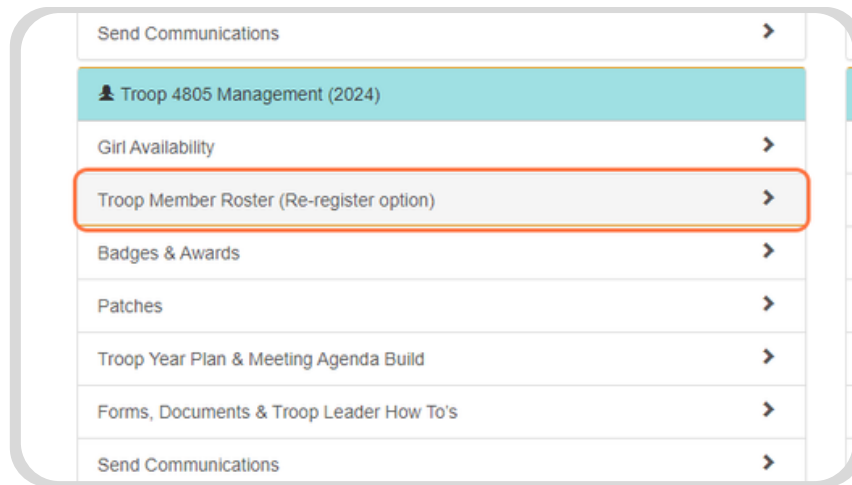 Send Communications
Troop 4805 Management (2024)
Girl Availability
Troop Member Roster (Re-register option)
Badges & Awards
Patches
Troop Year Plan & Meeting Agenda Build
Forms, Documents & Troop Leader How To's
Send Communications